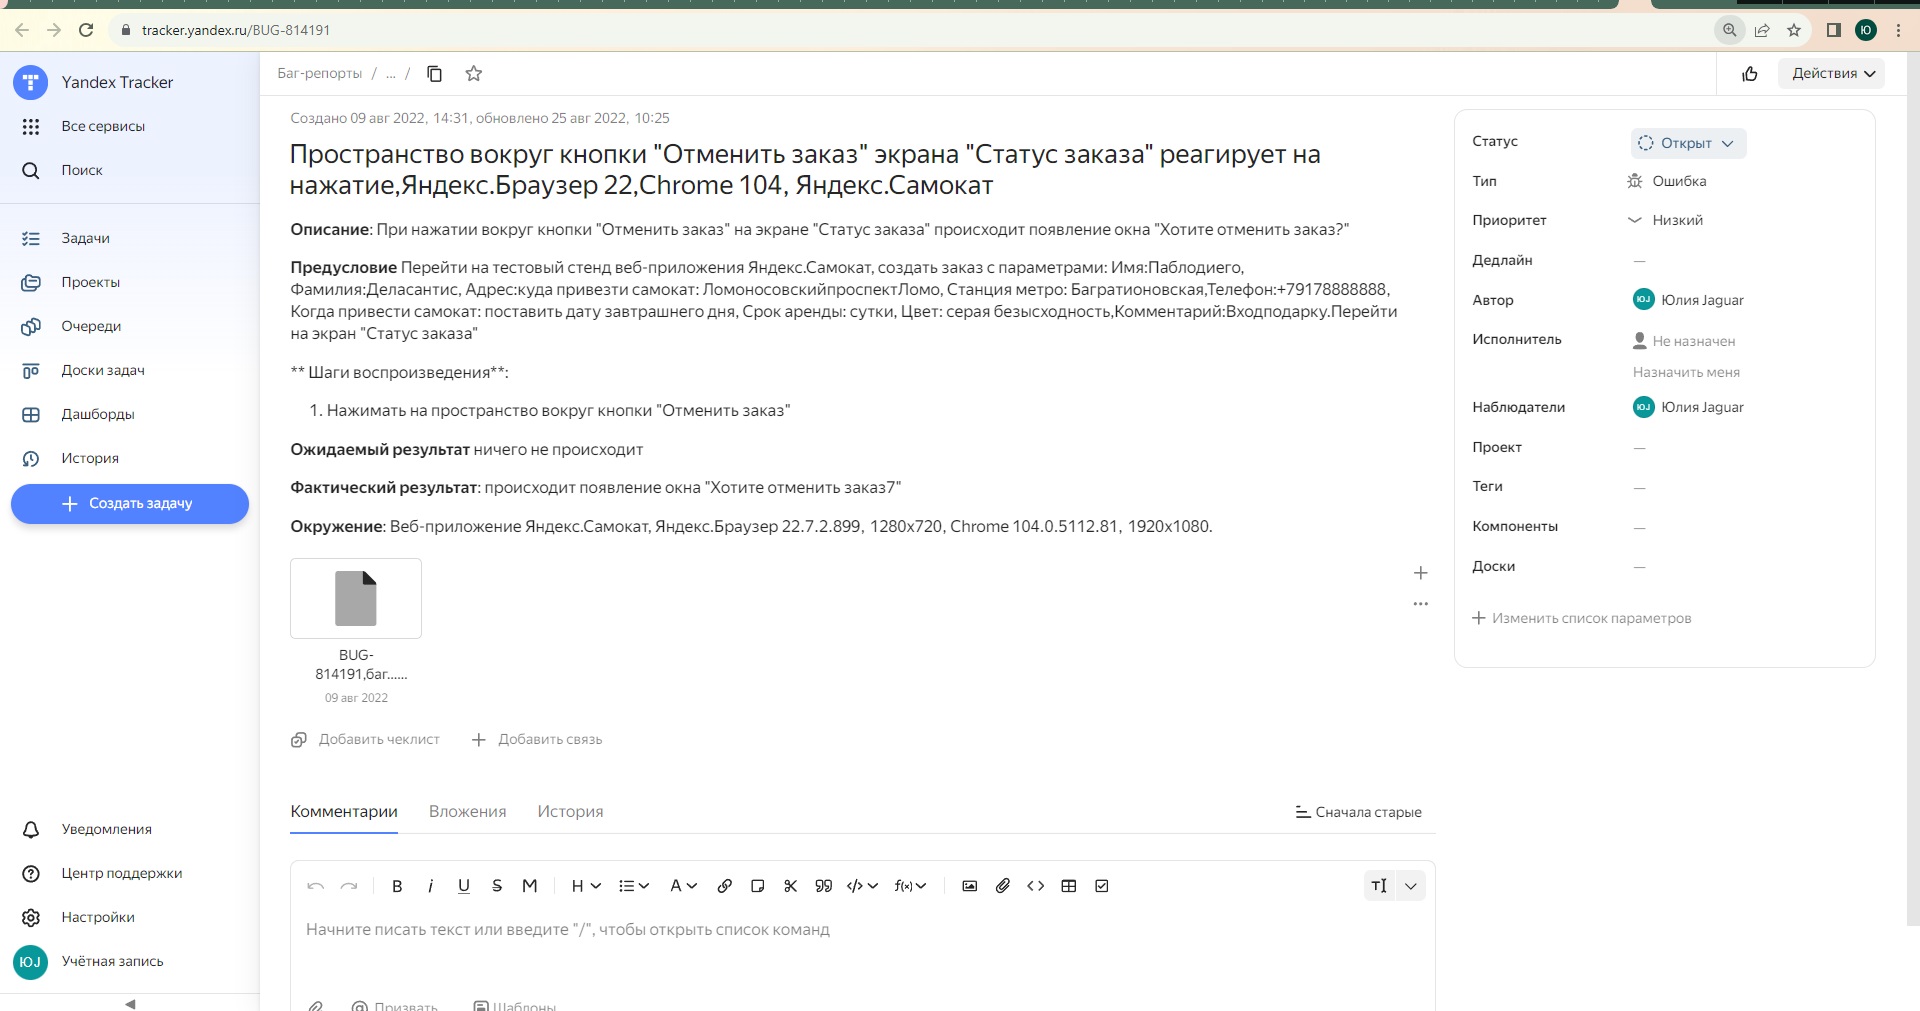 tracker.yandex.ru/BUG-814191
Ю
Yandex Tracker
Все сервисы
Поиск
Задачи
Проекты
Очереди
Доски задач
Дашборды
История
Создать задачу
Уведомления
Центр поддержки
Настройки
ЮJ Учётная запись
Баг-репорты / ... /
Действия
Создано 09 авг 2022, 14:31, обновлено 25 авг 2022, 10:25
Пространство вокруг кнопки "Отменить заказ" экрана "Статус заказа" реагирует на
нажатие,Яндекс.Браузер 22,Chrome 104, Яндекс.Самокат
Описание: При нажатии вокруг кнопки "Отменить заказ" на экране "Статус заказа" происходит появление окна "Хотите отменить заказ?"
Предусловие Перейти на тестовый стенд веб-приложения Яндекс.Самокат, создать заказ с параметрами: Имя:Паблодиего,
Фамилия:Деласантис, Адрес:куда привезти самокат: ЛомоносовскийпроспектЛомо, Станция метро: Багратионовская,Телефон:+79178888888,
Когда привести самокат: поставить дату завтрашнего дня, Срок аренды: сутки, Цвет: серая безысходность,Комментарий:Входподарку.Перейти
на экран "Статус заказа"
** Шаги воспроизведения**:
1. Нажимать на пространство вокруг кнопки "Отменить заказ"
Ожидаемый результат ничего не происходит
Фактический результат: происходит появление окна "Хотите отменить заказ7"
Окружение: Веб-приложение Яндекс.Самокат, Яндекс.Браузер 22.7.2.899, 1280x720, Chrome 104.0.5112.81, 1920x1080.
BUG-
814191,баг......
09 авг 2022
Добавить чеклист
Добавить связь
Комментарии
Вложения
История
Сначала старые
B i U S M H A f(x)
Начните писать текст или введите "/", чтобы открыть список команд
Призвать
Шаблоны
Статус Открыт
Тип Ошибка
Приоритет Низкий
Дедлайн —
Автор ЮJ Юлия Jaguar
Исполнитель Не назначен
Назначить меня
Наблюдатели ЮJ Юлия Jaguar
Проект —
Теги —
Компоненты —
Доски —
Изменить список параметров